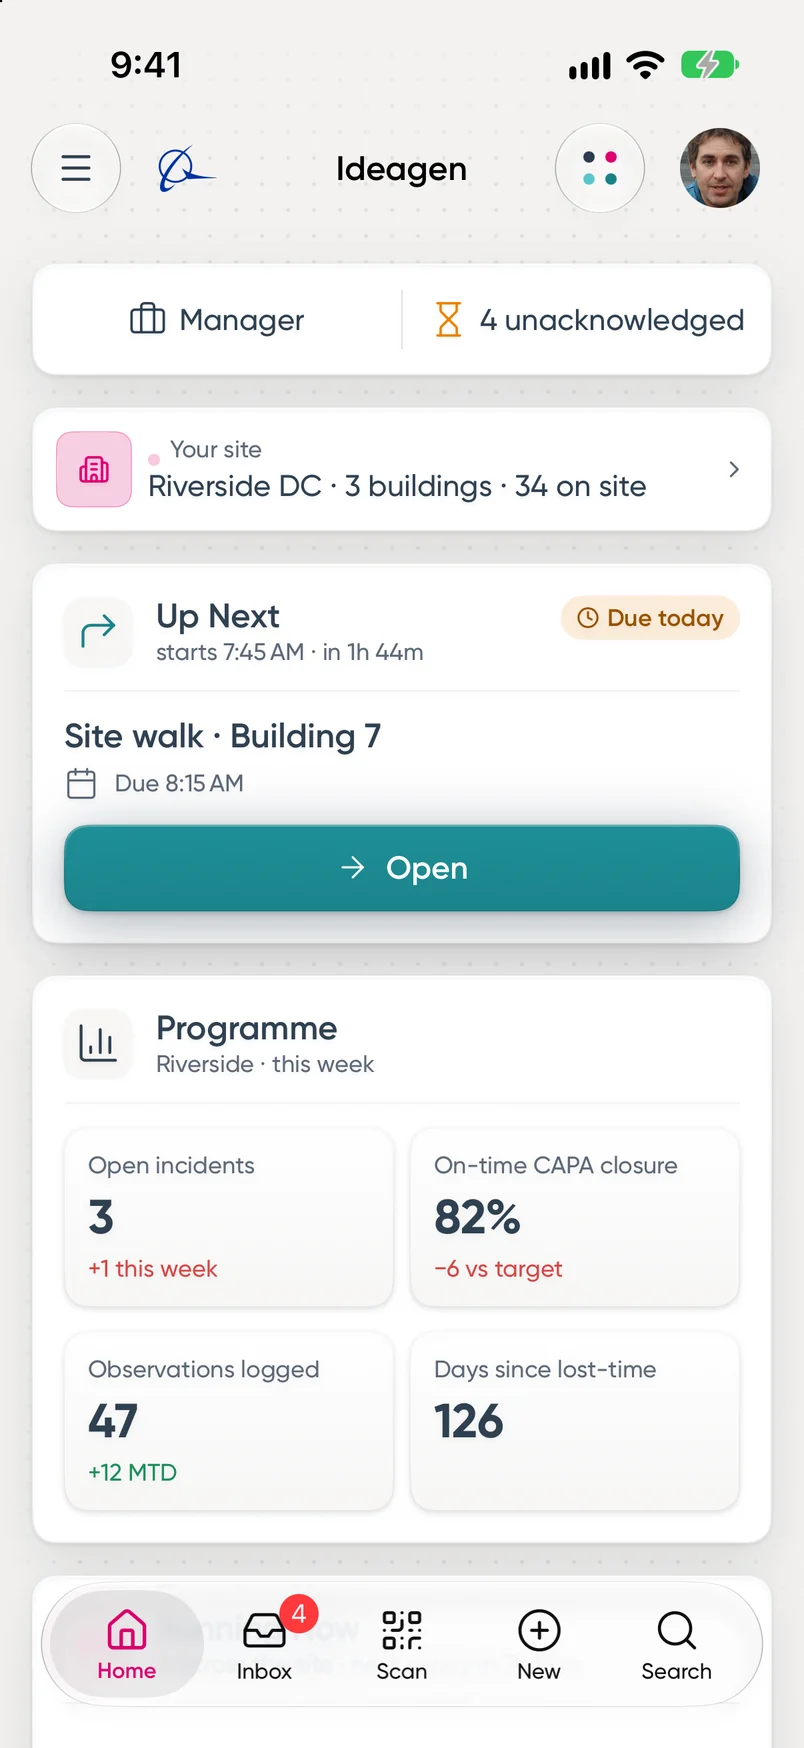 9:41
Ideagen
Manager
4 unacknowledged
Your site
Riverside DC · 3 buildings · 34 on site
Up Next
Due today
starts 7:45 AM · in 1h 44m
Site walk · Building 7
Due 8:15 AM
Open
Programme
Riverside · this week
Open incidents
3
+1 this week
On-time CAPA closure
82%
−6 vs target
Observations logged
47
+12 MTD
Days since lost-time
126
4
Home
Inbox
Scan
New
Search